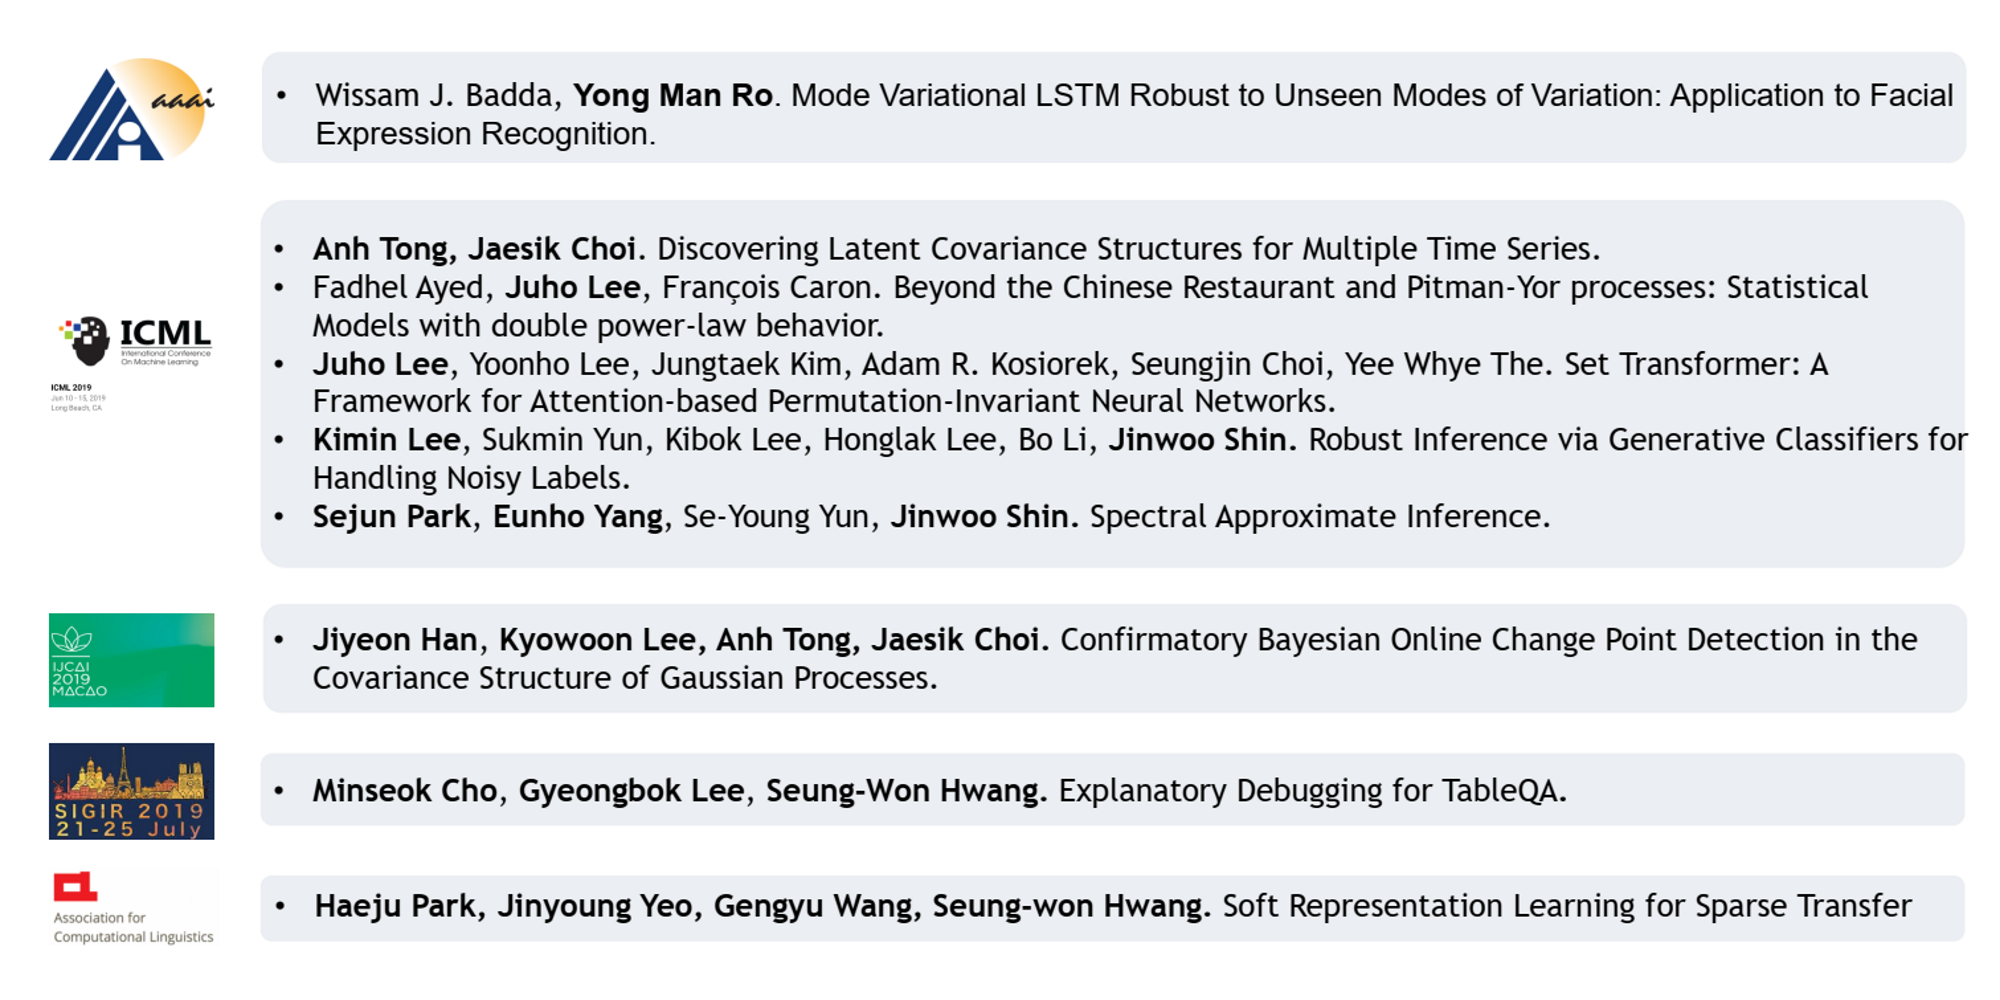 aaai
• Wissam J. Badda, Yong Man Ro. Mode Variational LSTM Robust to Unseen Modes of Variation: Application to Facial
Expression Recognition.
ICML
International Conference
On Machine Learning
ICML 2019
Jun 10 - 15, 2019
Long Beach, CA
• Anh Tong, Jaesik Choi. Discovering Latent Covariance Structures for Multiple Time Series.
• Fadhel Ayed, Juho Lee, François Caron. Beyond the Chinese Restaurant and Pitman-Yor processes: Statistical
Models with double power-law behavior.
• Juho Lee, Yoonho Lee, Jungtaek Kim, Adam R. Kosiorek, Seungjin Choi, Yee Whye The. Set Transformer: A
Framework for Attention-based Permutation-Invariant Neural Networks.
• Kimin Lee, Sukmin Yun, Kibok Lee, Honglak Lee, Bo Li, Jinwoo Shin. Robust Inference via Generative Classifiers for
Handling Noisy Labels.
• Sejun Park, Eunho Yang, Se-Young Yun, Jinwoo Shin. Spectral Approximate Inference.
IJCAI
2019
MACAO
• Jiyeon Han, Kyowoon Lee, Anh Tong, Jaesik Choi. Confirmatory Bayesian Online Change Point Detection in the
Covariance Structure of Gaussian Processes.
SIGIR 2019
21-25 July
• Minseok Cho, Gyeongbok Lee, Seung-Won Hwang. Explanatory Debugging for TableQA.
Association for
Computational Linguistics
• Haeju Park, Jinyoung Yeo, Gengyu Wang, Seung-won Hwang. Soft Representation Learning for Sparse Transfer